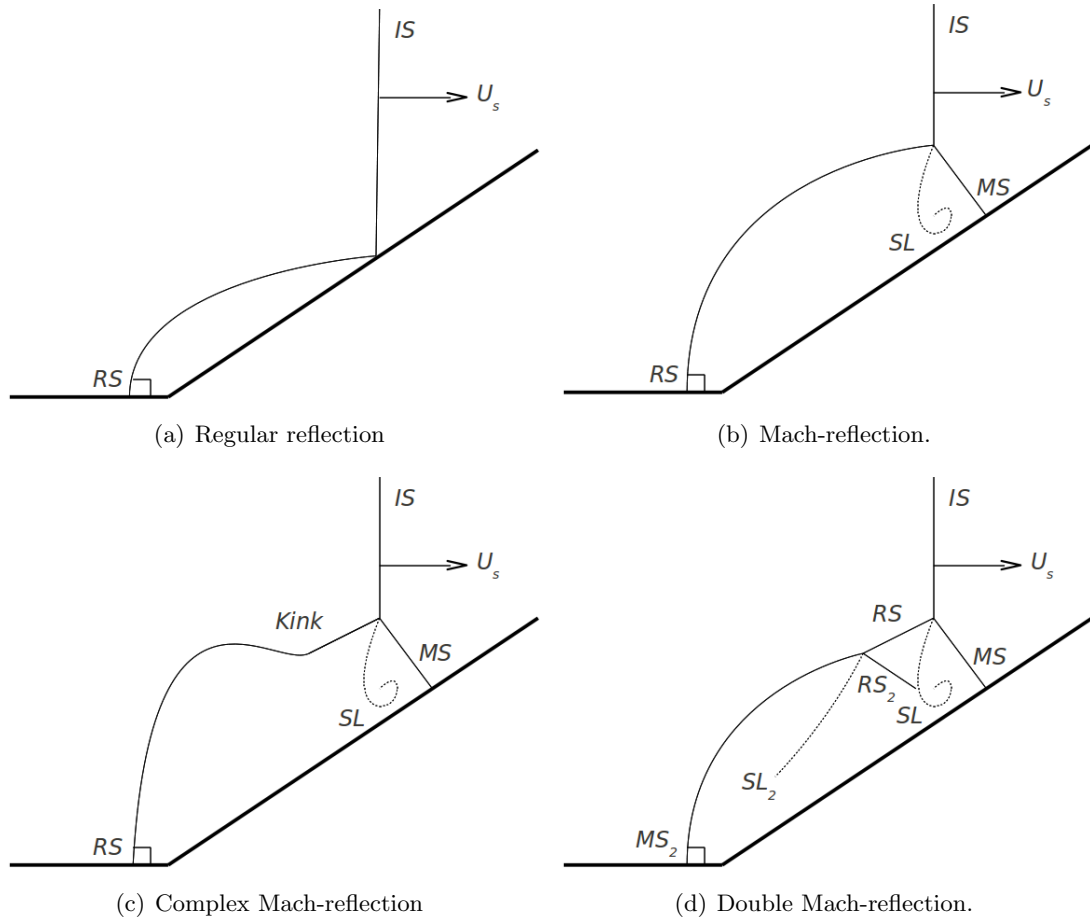 IS
U_s
RS
(a) Regular reflection
IS
U_s
MS
SL
RS
(b) Mach-reflection.
IS
U_s
Kink
MS
SL
RS
(c) Complex Mach-reflection
IS
U_s
RS
MS
RS_2
SL
SL_2
MS_2
(d) Double Mach-reflection.